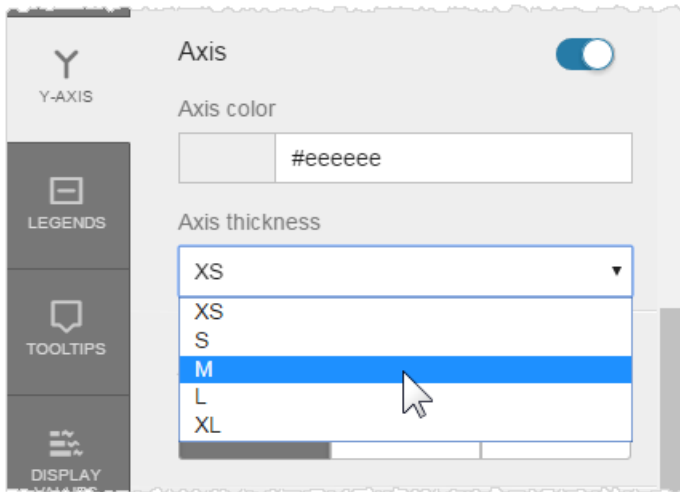 Y-AXIS
LEGENDS
TOOLTIPS
DISPLAY
Axis
Axis color
#eeeeee
Axis thickness
XS
XS
S
M
L
XL